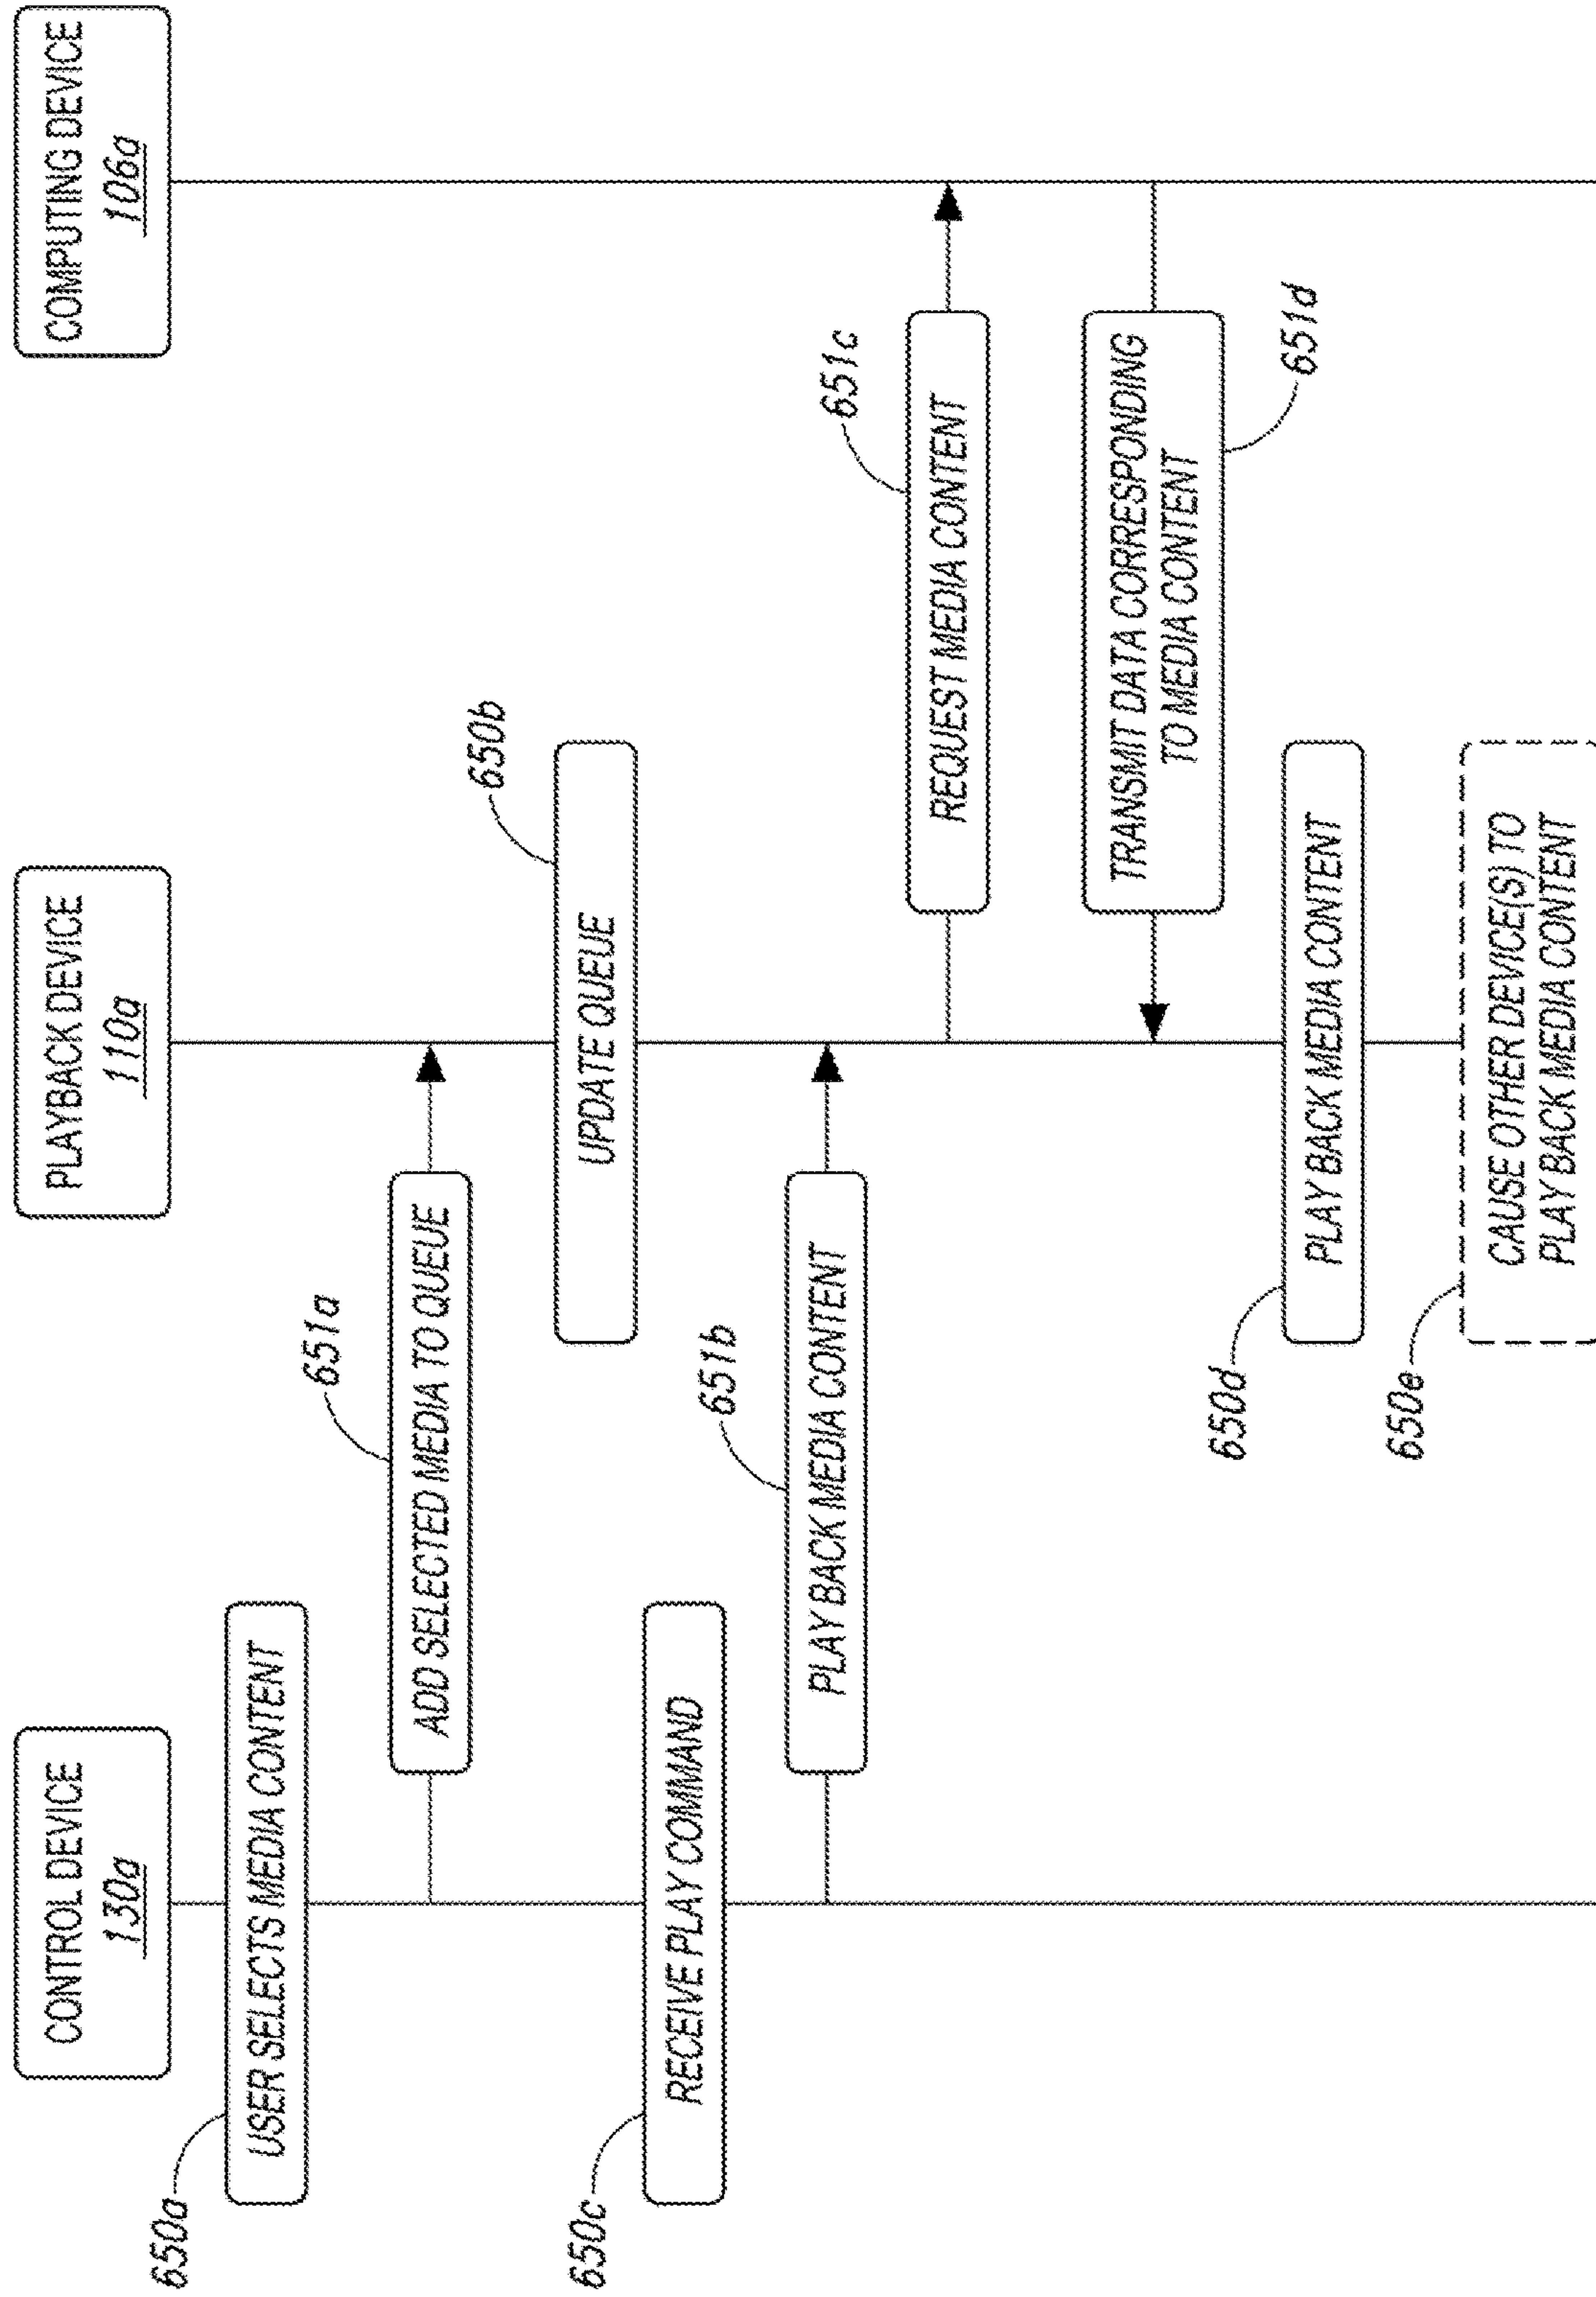 CONTROL DEVICE
130a
PLAYBACK DEVICE
110a
COMPUTING DEVICE
106a
650a
USER SELECTS MEDIA CONTENT
651a
ADD SELECTED MEDIA TO QUEUE
650b
UPDATE QUEUE
650c
RECEIVE PLAY COMMAND
651b
PLAY BACK MEDIA CONTENT
651c
REQUEST MEDIA CONTENT
TRANSMIT DATA CORRESPONDING
TO MEDIA CONTENT
651d
650d
PLAY BACK MEDIA CONTENT
650e
CAUSE OTHER DEVICE(S) TO
PLAY BACK MEDIA CONTENT